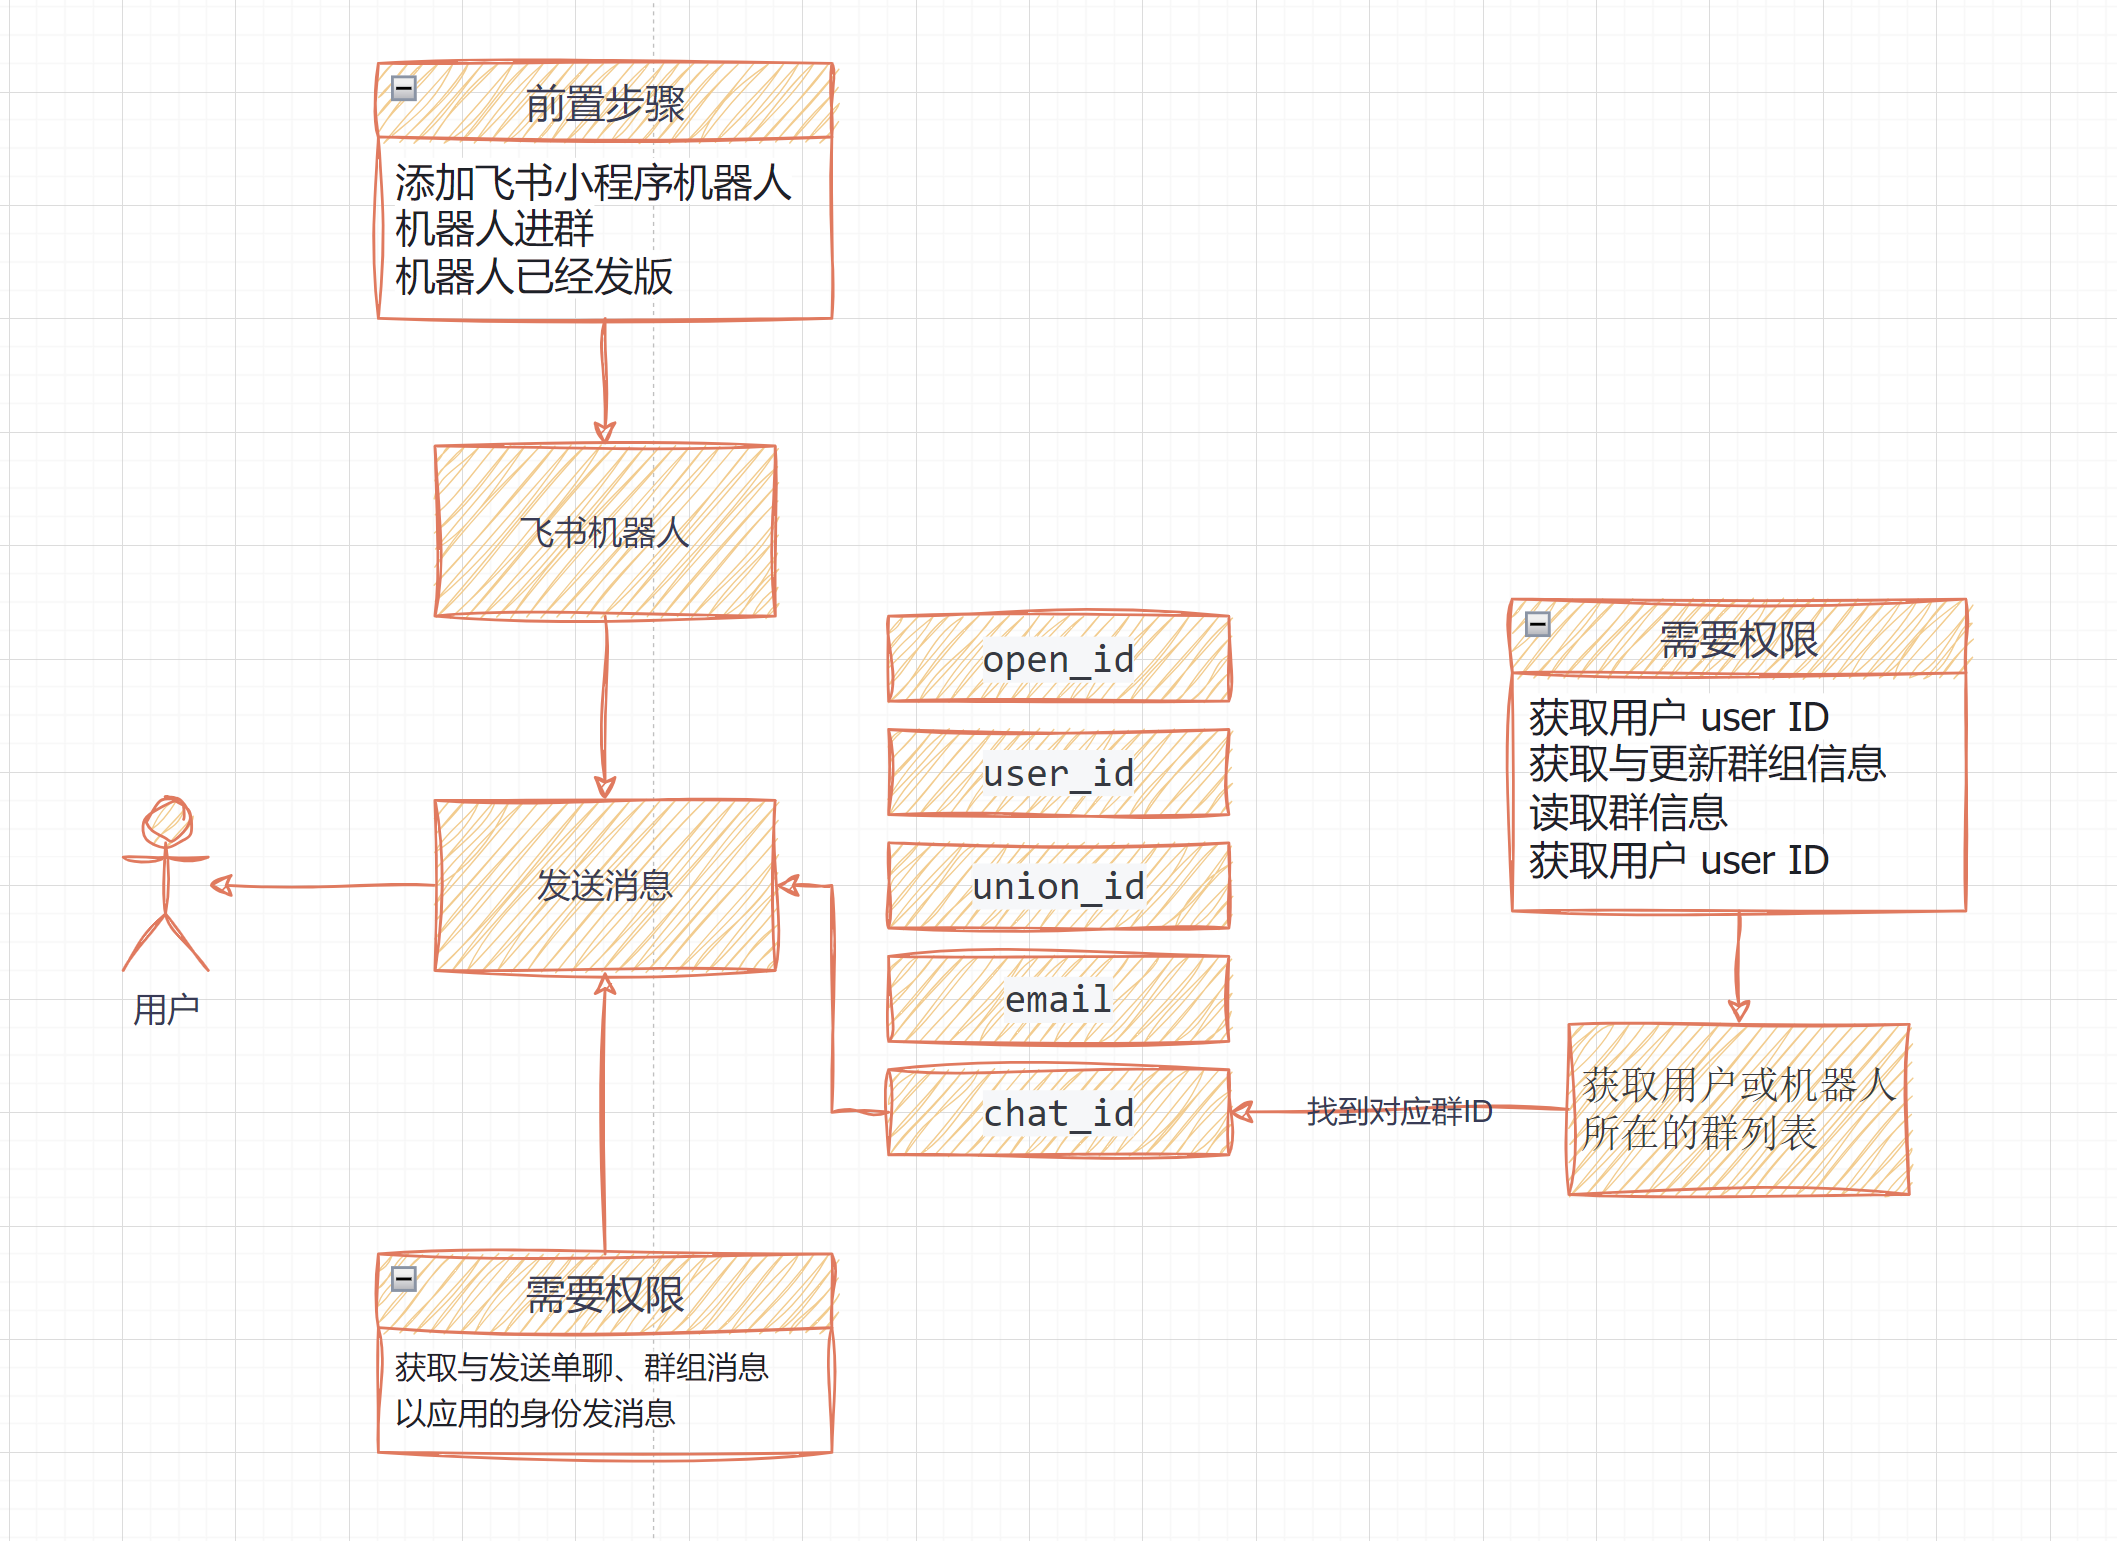 前置步骤
添加飞书小程序机器人
机器人进群
机器人已经发版
飞书机器人
发送消息
用户
open_id
user_id
union_id
email
chat_id
找到对应群ID
需要权限
获取用户 user ID
获取与更新群组信息
读取群信息
获取用户 user ID
获取用户或机器人
所在的群列表
需要权限
获取与发送单聊、群组消息
以应用的身份发消息